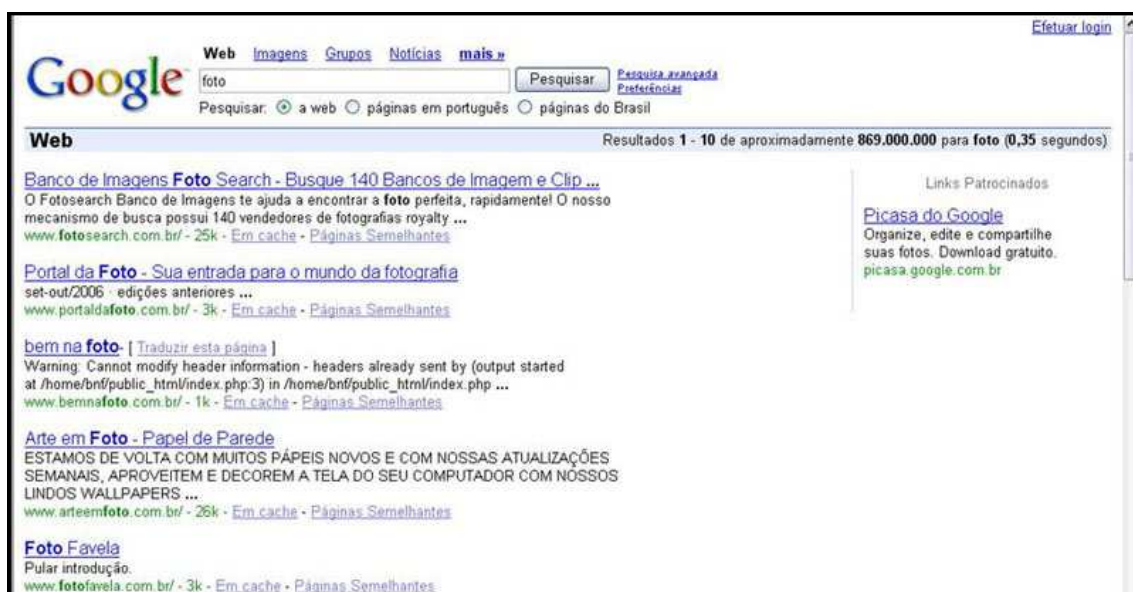 Efetuar login
Web Imagens Grupos Notícias mais »
Google™
foto Pesquisar Pesquisa avançada
Preferências
Pesquisar: a web páginas em português páginas do Brasil
Web Resultados 1 - 10 de aproximadamente 869.000.000 para foto (0,35 segundos)
Banco de Imagens Foto Search - Busque 140 Bancos de Imagem e Clip ...
O Fotosearch Banco de Imagens te ajuda a encontrar a foto perfeita, rapidamente! O nosso
mecanismo de busca possui 140 vendedores de fotografias royalty ...
www.fotosearch.com.br/ - 25k - Em cache - Páginas Semelhantes
Portal da Foto - Sua entrada para o mundo da fotografia
set-out/2006 · edições anteriores ...
www.portaldafoto.com.br/ - 3k - Em cache - Páginas Semelhantes
bem na foto- [ Traduzir esta página ]
Warning: Cannot modify header information - headers already sent by (output started
at /home/bnf/public_html/index.php:3) in /home/bnf/public_html/index.php ...
www.bemnafoto.com.br/ - 1k - Em cache - Páginas Semelhantes
Arte em Foto - Papel de Parede
ESTAMOS DE VOLTA COM MUITOS PÁPEIS NOVOS E COM NOSSAS ATUALIZAÇÕES
SEMANAIS, APROVEITEM E DECOREM A TELA DO SEU COMPUTADOR COM NOSSOS
LINDOS WALLPAPERS ...
www.arteemfoto.com.br/ - 26k - Em cache - Páginas Semelhantes
Foto Favela
Pular introdução.
www.fotofavela.com.br/ - 3k - Em cache - Páginas Semelhantes
Links Patrocinados
Picasa do Google
Organize, edite e compartilhe
suas fotos. Download gratuito.
picasa.google.com.br